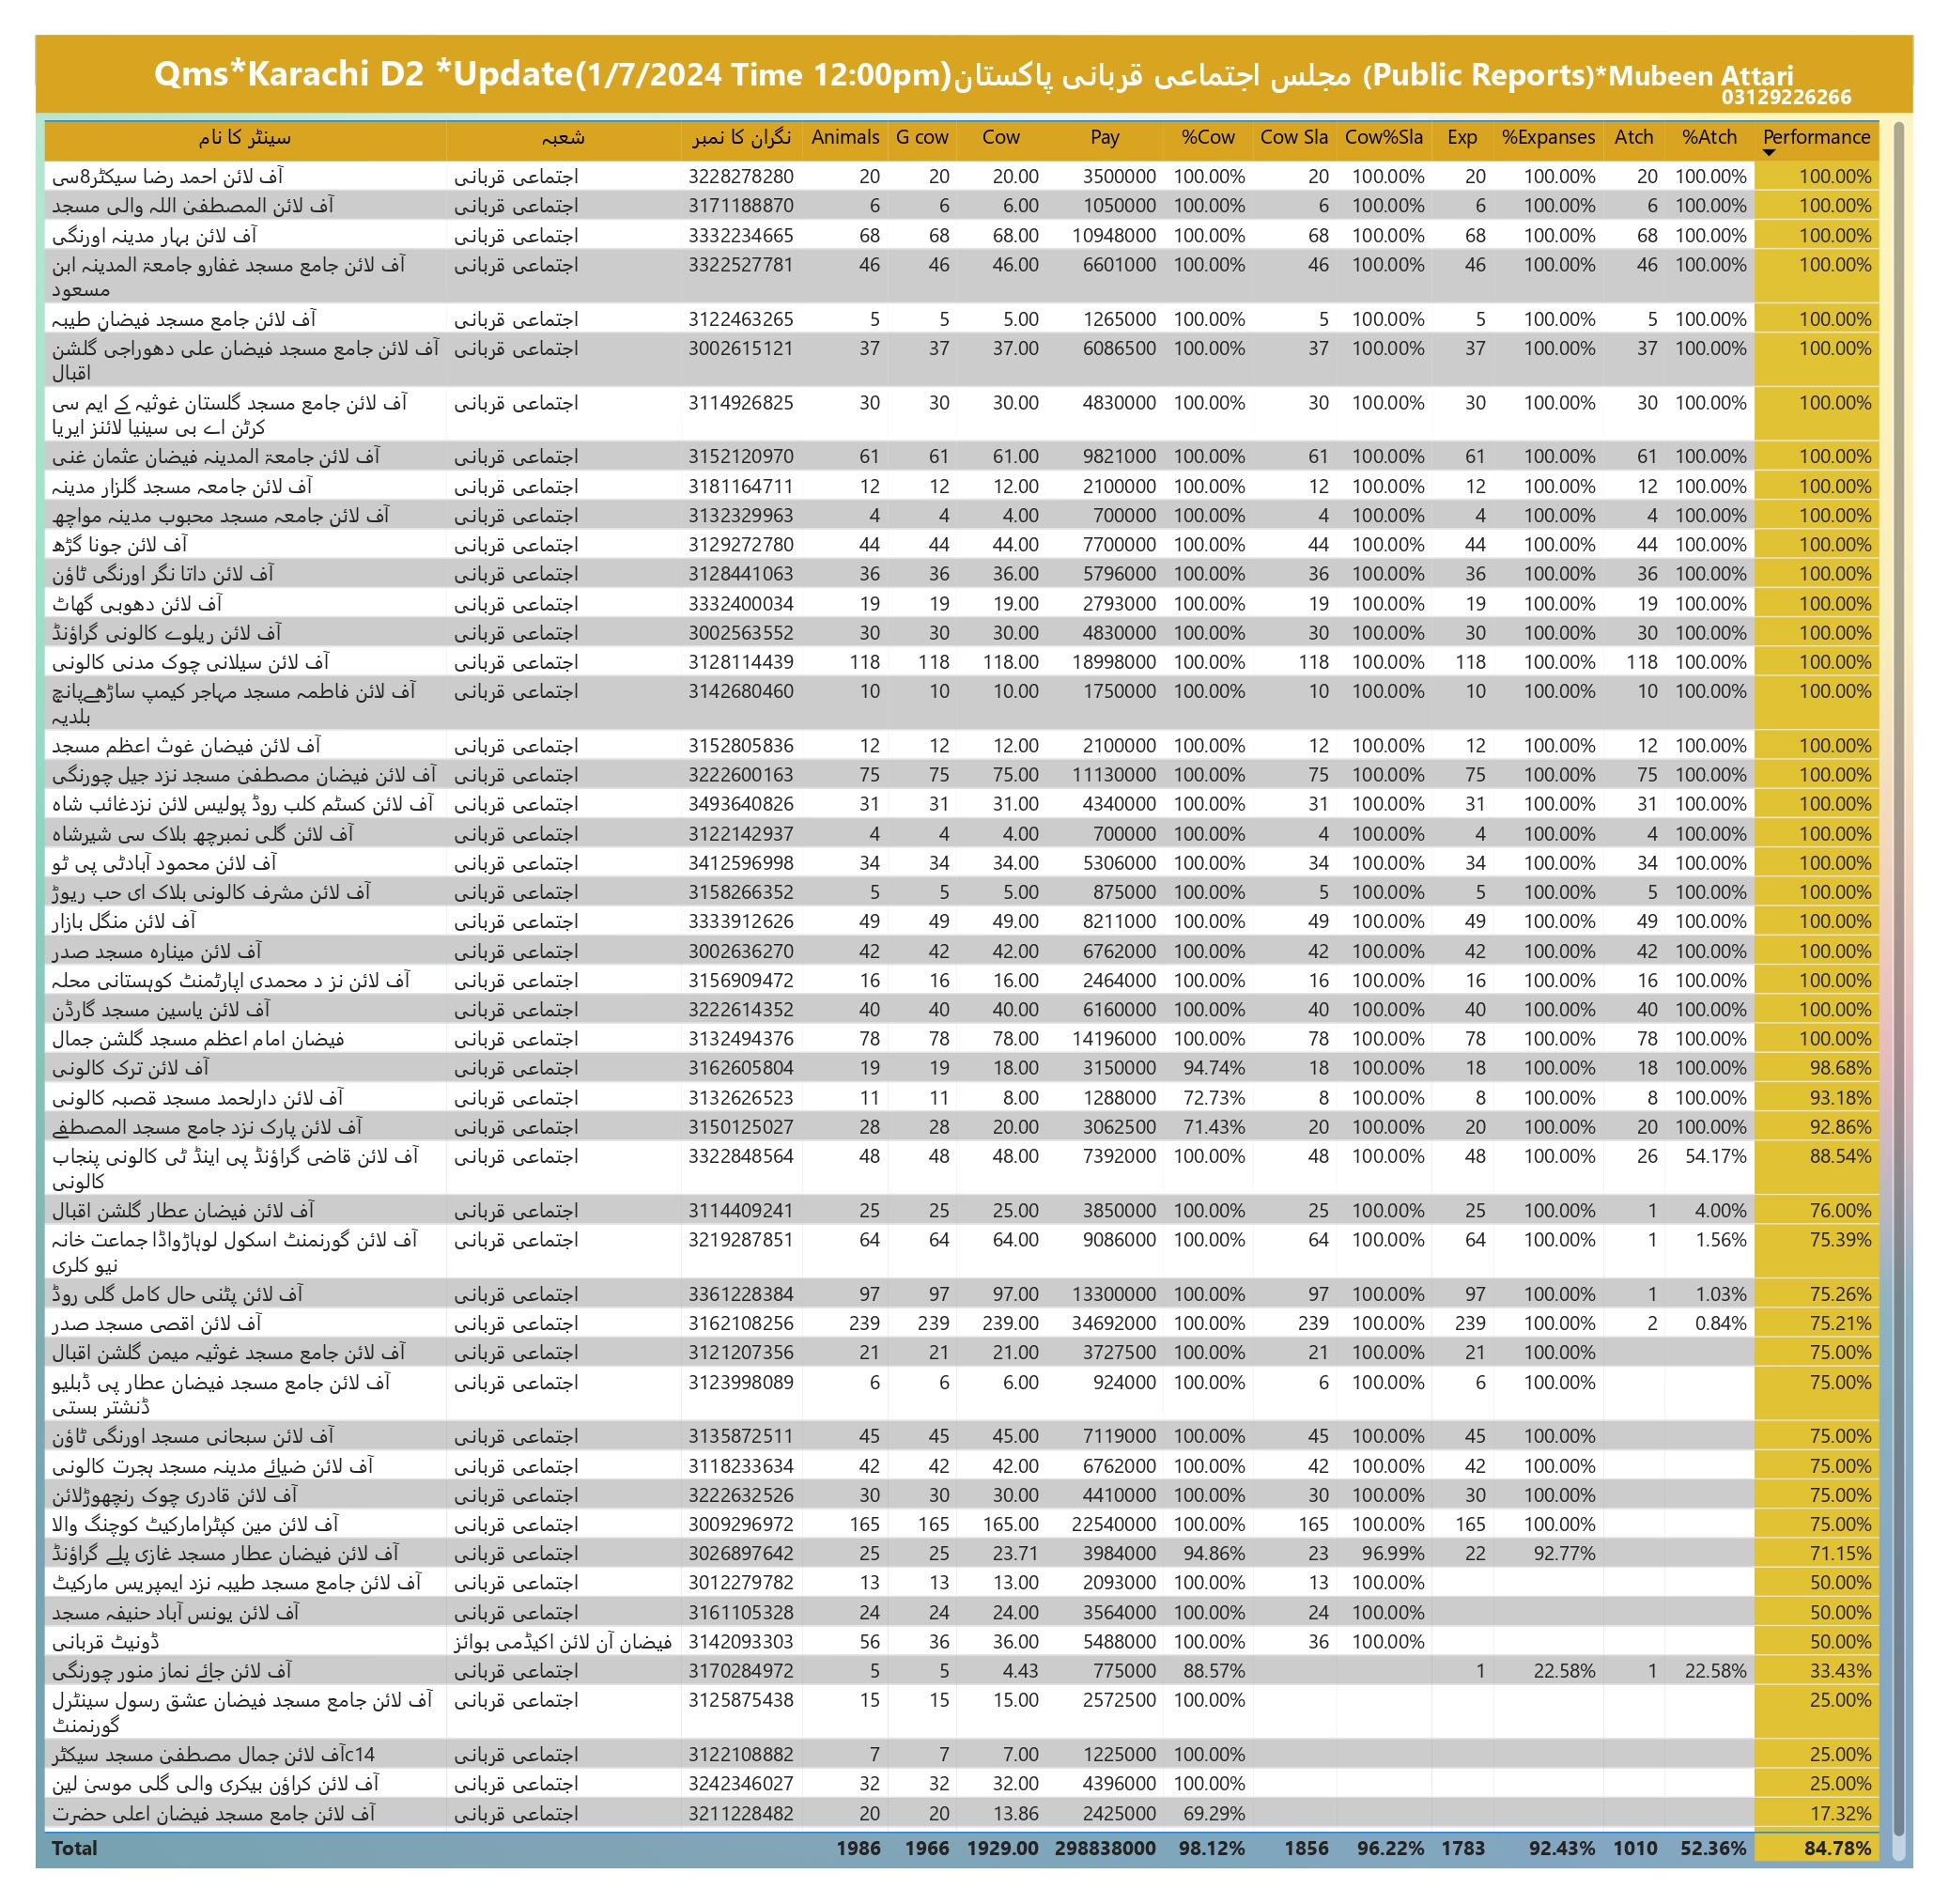 Qms*Karachi D2 *Update(1/7/2024 Time 12:00pm)مجلس اجتماعی قربانی پاکستان (Public Reports)*Mubeen Attari
03129226266
سینٹر کا نام شعبہ نگران کا نمبر Animals G cow Cow Pay %Cow Cow Sla Cow%Sla Exp %Expanses Atch %Atch Performance
آف لائن احمد رضا سیکٹر8سی اجتماعی قربانی 3228278280 20 20 20.00 3500000 100.00% 20 100.00% 20 100.00% 20 100.00% 100.00%
آف لائن المصطفیٰ اللہ والی مسجد اجتماعی قربانی 3171188870 6 6 6.00 1050000 100.00% 6 100.00% 6 100.00% 6 100.00% 100.00%
آف لائن بہار مدینہ اورنگی اجتماعی قربانی 3332234665 68 68 68.00 10948000 100.00% 68 100.00% 68 100.00% 68 100.00% 100.00%
آف لائن جامع مسجد غفارو جامعۃ المدینہ ابن اجتماعی قربانی 3322527781 46 46 46.00 6601000 100.00% 46 100.00% 46 100.00% 46 100.00% 100.00%
مسعود
آف لائن جامع مسجد فیضانِ طیبہ اجتماعی قربانی 3122463265 5 5 5.00 1265000 100.00% 5 100.00% 5 100.00% 5 100.00% 100.00%
آف لائن جامع مسجد فیضان علی دھوراجی گلشن اجتماعی قربانی 3002615121 37 37 37.00 6086500 100.00% 37 100.00% 37 100.00% 37 100.00% 100.00%
اقبال
آف لائن جامع مسجد گلستان غوثیہ کے ایم سی اجتماعی قربانی 3114926825 30 30 30.00 4830000 100.00% 30 100.00% 30 100.00% 30 100.00% 100.00%
کرٹن اے بی سینیا لائنز ایریا
آف لائن جامعۃ المدینہ فیضان عثمان غنی اجتماعی قربانی 3152120970 61 61 61.00 9821000 100.00% 61 100.00% 61 100.00% 61 100.00% 100.00%
آف لائن جامعہ مسجد گلزار مدینہ اجتماعی قربانی 3181164711 12 12 12.00 2100000 100.00% 12 100.00% 12 100.00% 12 100.00% 100.00%
آف لائن جامعہ مسجد محبوب مدینہ مواچھ اجتماعی قربانی 3132329963 4 4 4.00 700000 100.00% 4 100.00% 4 100.00% 4 100.00% 100.00%
آف لائن جونا گڑھ اجتماعی قربانی 3129272780 44 44 44.00 7700000 100.00% 44 100.00% 44 100.00% 44 100.00% 100.00%
آف لائن داتا نگر اورنگی ٹاؤن اجتماعی قربانی 3128441063 36 36 36.00 5796000 100.00% 36 100.00% 36 100.00% 36 100.00% 100.00%
آف لائن دھوبی گھاٹ اجتماعی قربانی 3332400034 19 19 19.00 2793000 100.00% 19 100.00% 19 100.00% 19 100.00% 100.00%
آف لائن ریلوے کالونی گراؤنڈ اجتماعی قربانی 3002563552 30 30 30.00 4830000 100.00% 30 100.00% 30 100.00% 30 100.00% 100.00%
آف لائن سیلانی چوک مدنی کالونی اجتماعی قربانی 3128114439 118 118 118.00 18998000 100.00% 118 100.00% 118 100.00% 118 100.00% 100.00%
آف لائن فاطمہ مسجد مہاجر کیمپ ساڑھےپانچ اجتماعی قربانی 3142680460 10 10 10.00 1750000 100.00% 10 100.00% 10 100.00% 10 100.00% 100.00%
بلدیہ
آف لائن فیضان غوث اعظم مسجد اجتماعی قربانی 3152805836 12 12 12.00 2100000 100.00% 12 100.00% 12 100.00% 12 100.00% 100.00%
آف لائن فیضان مصطفیٰ مسجد نزد جیل چورنگی اجتماعی قربانی 3222600163 75 75 75.00 11130000 100.00% 75 100.00% 75 100.00% 75 100.00% 100.00%
آف لائن کسٹم کلب روڈ پولیس لائن نزدغائب شاہ اجتماعی قربانی 3493640826 31 31 31.00 4340000 100.00% 31 100.00% 31 100.00% 31 100.00% 100.00%
آف لائن گلی نمبرچھ بلاک سی شیرشاہ اجتماعی قربانی 3122142937 4 4 4.00 700000 100.00% 4 100.00% 4 100.00% 4 100.00% 100.00%
آف لائن محمود آبادٹی پی ٹو اجتماعی قربانی 3412596998 34 34 34.00 5306000 100.00% 34 100.00% 34 100.00% 34 100.00% 100.00%
آف لائن مشرف کالونی بلاک ای حب ریوڑ اجتماعی قربانی 3158266352 5 5 5.00 875000 100.00% 5 100.00% 5 100.00% 5 100.00% 100.00%
آف لائن منگل بازار اجتماعی قربانی 3333912626 49 49 49.00 8211000 100.00% 49 100.00% 49 100.00% 49 100.00% 100.00%
آف لائن مینارہ مسجد صدر اجتماعی قربانی 3002636270 42 42 42.00 6762000 100.00% 42 100.00% 42 100.00% 42 100.00% 100.00%
آف لائن نز د محمدی اپارٹمنٹ کوہستانی محلہ اجتماعی قربانی 3156909472 16 16 16.00 2464000 100.00% 16 100.00% 16 100.00% 16 100.00% 100.00%
آف لائن یاسین مسجد گارڈن اجتماعی قربانی 3222614352 40 40 40.00 6160000 100.00% 40 100.00% 40 100.00% 40 100.00% 100.00%
فیضان امام اعظم مسجد گلشن جمال اجتماعی قربانی 3132494376 78 78 78.00 14196000 100.00% 78 100.00% 78 100.00% 78 100.00% 100.00%
آف لائن ترک کالونی اجتماعی قربانی 3162605804 19 19 18.00 3150000 94.74% 18 100.00% 18 100.00% 18 100.00% 98.68%
آف لائن دارلحمد مسجد قصبہ کالونی اجتماعی قربانی 3132626523 11 11 8.00 1288000 72.73% 8 100.00% 8 100.00% 8 100.00% 93.18%
آف لائن پارک نزد جامع مسجد المصطفے اجتماعی قربانی 3150125027 28 28 20.00 3062500 71.43% 20 100.00% 20 100.00% 20 100.00% 92.86%
آف لائن قاضی گراؤنڈ پی اینڈ ٹی کالونی پنجاب اجتماعی قربانی 3322848564 48 48 48.00 7392000 100.00% 48 100.00% 48 100.00% 26 54.17% 88.54%
کالونی
آف لائن فیضان عطار گلشن اقبال اجتماعی قربانی 3114409241 25 25 25.00 3850000 100.00% 25 100.00% 25 100.00% 1 4.00% 76.00%
آف لائن گورنمنٹ اسکول لوہاڑواڈا جماعت خانہ اجتماعی قربانی 3219287851 64 64 64.00 9086000 100.00% 64 100.00% 64 100.00% 1 1.56% 75.39%
نیو کلری
آف لائن پٹنی حال کامل گلی روڈ اجتماعی قربانی 3361228384 97 97 97.00 13300000 100.00% 97 100.00% 97 100.00% 1 1.03% 75.26%
آف لائن اقصی مسجد صدر اجتماعی قربانی 3162108256 239 239 239.00 34692000 100.00% 239 100.00% 239 100.00% 2 0.84% 75.21%
آف لائن جامع مسجد غوثیہ میمن گلشن اقبال اجتماعی قربانی 3121207356 21 21 21.00 3727500 100.00% 21 100.00% 21 100.00% 75.00%
آف لائن جامع مسجد فیضان عطار پی ڈبلیو اجتماعی قربانی 3123998089 6 6 6.00 924000 100.00% 6 100.00% 6 100.00% 75.00%
ڈنشتر بستی
آف لائن سبحانی مسجد اورنگی ٹاؤن اجتماعی قربانی 3135872511 45 45 45.00 7119000 100.00% 45 100.00% 45 100.00% 75.00%
آف لائن ضیائے مدینہ مسجد ہجرت کالونی اجتماعی قربانی 3118233634 42 42 42.00 6762000 100.00% 42 100.00% 42 100.00% 75.00%
آف لائن قادری چوک رنچھوڑلائن اجتماعی قربانی 3222632526 30 30 30.00 4410000 100.00% 30 100.00% 30 100.00% 75.00%
آف لائن مین کپٹرامارکیٹ کوچنگ والا اجتماعی قربانی 3009296972 165 165 165.00 22540000 100.00% 165 100.00% 165 100.00% 75.00%
آف لائن فیضان عطار مسجد غازی پلے گراؤنڈ اجتماعی قربانی 3026897642 25 25 23.71 3984000 94.86% 23 96.99% 22 92.77% 71.15%
آف لائن جامع مسجد طیبہ نزد ایمپریس مارکیٹ اجتماعی قربانی 3012279782 13 13 13.00 2093000 100.00% 13 100.00% 50.00%
آف لائن یونس آباد حنیفہ مسجد اجتماعی قربانی 3161105328 24 24 24.00 3564000 100.00% 24 100.00% 50.00%
ڈونیٹ قربانی فیضان آن لائن اکیڈمی بوائز 3142093303 56 36 36.00 5488000 100.00% 36 100.00% 50.00%
آف لائن جائے نماز منور چورنگی اجتماعی قربانی 3170284972 5 5 4.43 775000 88.57% 1 22.58% 1 22.58% 33.43%
آف لائن جامع مسجد فیضان عشق رسول سینٹرل اجتماعی قربانی 3125875438 15 15 15.00 2572500 100.00% 25.00%
گورنمنٹ
آف لائن جمال مصطفیٰ مسجد سیکٹرc14 اجتماعی قربانی 3122108882 7 7 7.00 1225000 100.00% 25.00%
آف لائن کراؤن بیکری والی گلی موسیٰ لین اجتماعی قربانی 3242346027 32 32 32.00 4396000 100.00% 25.00%
آف لائن جامع مسجد فیضان اعلی حضرت اجتماعی قربانی 3211228482 20 20 13.86 2425000 69.29% 17.32%
Total 1986 1966 1929.00 298838000 98.12% 1856 96.22% 1783 92.43% 1010 52.36% 84.78%